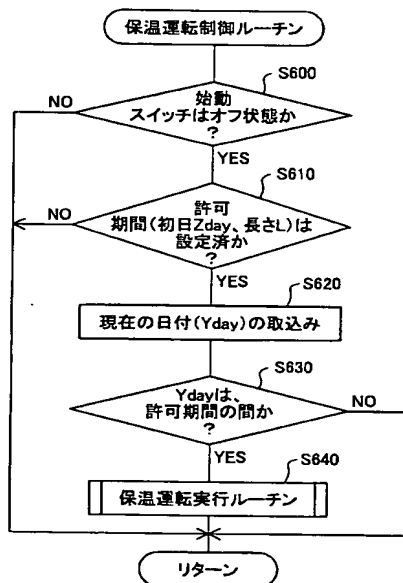 保温運転制御ルーチン
S600
始動
スイッチはオフ状態か
?
NO
YES
S610
許可
期間(初日Zday、長さL)は
設定済か
?
NO
YES
S620
現在の日付(Yday)の取込み
S630
Ydayは、
許可期間の間か
?
NO
YES
S640
保温運転実行ルーチン
リターン